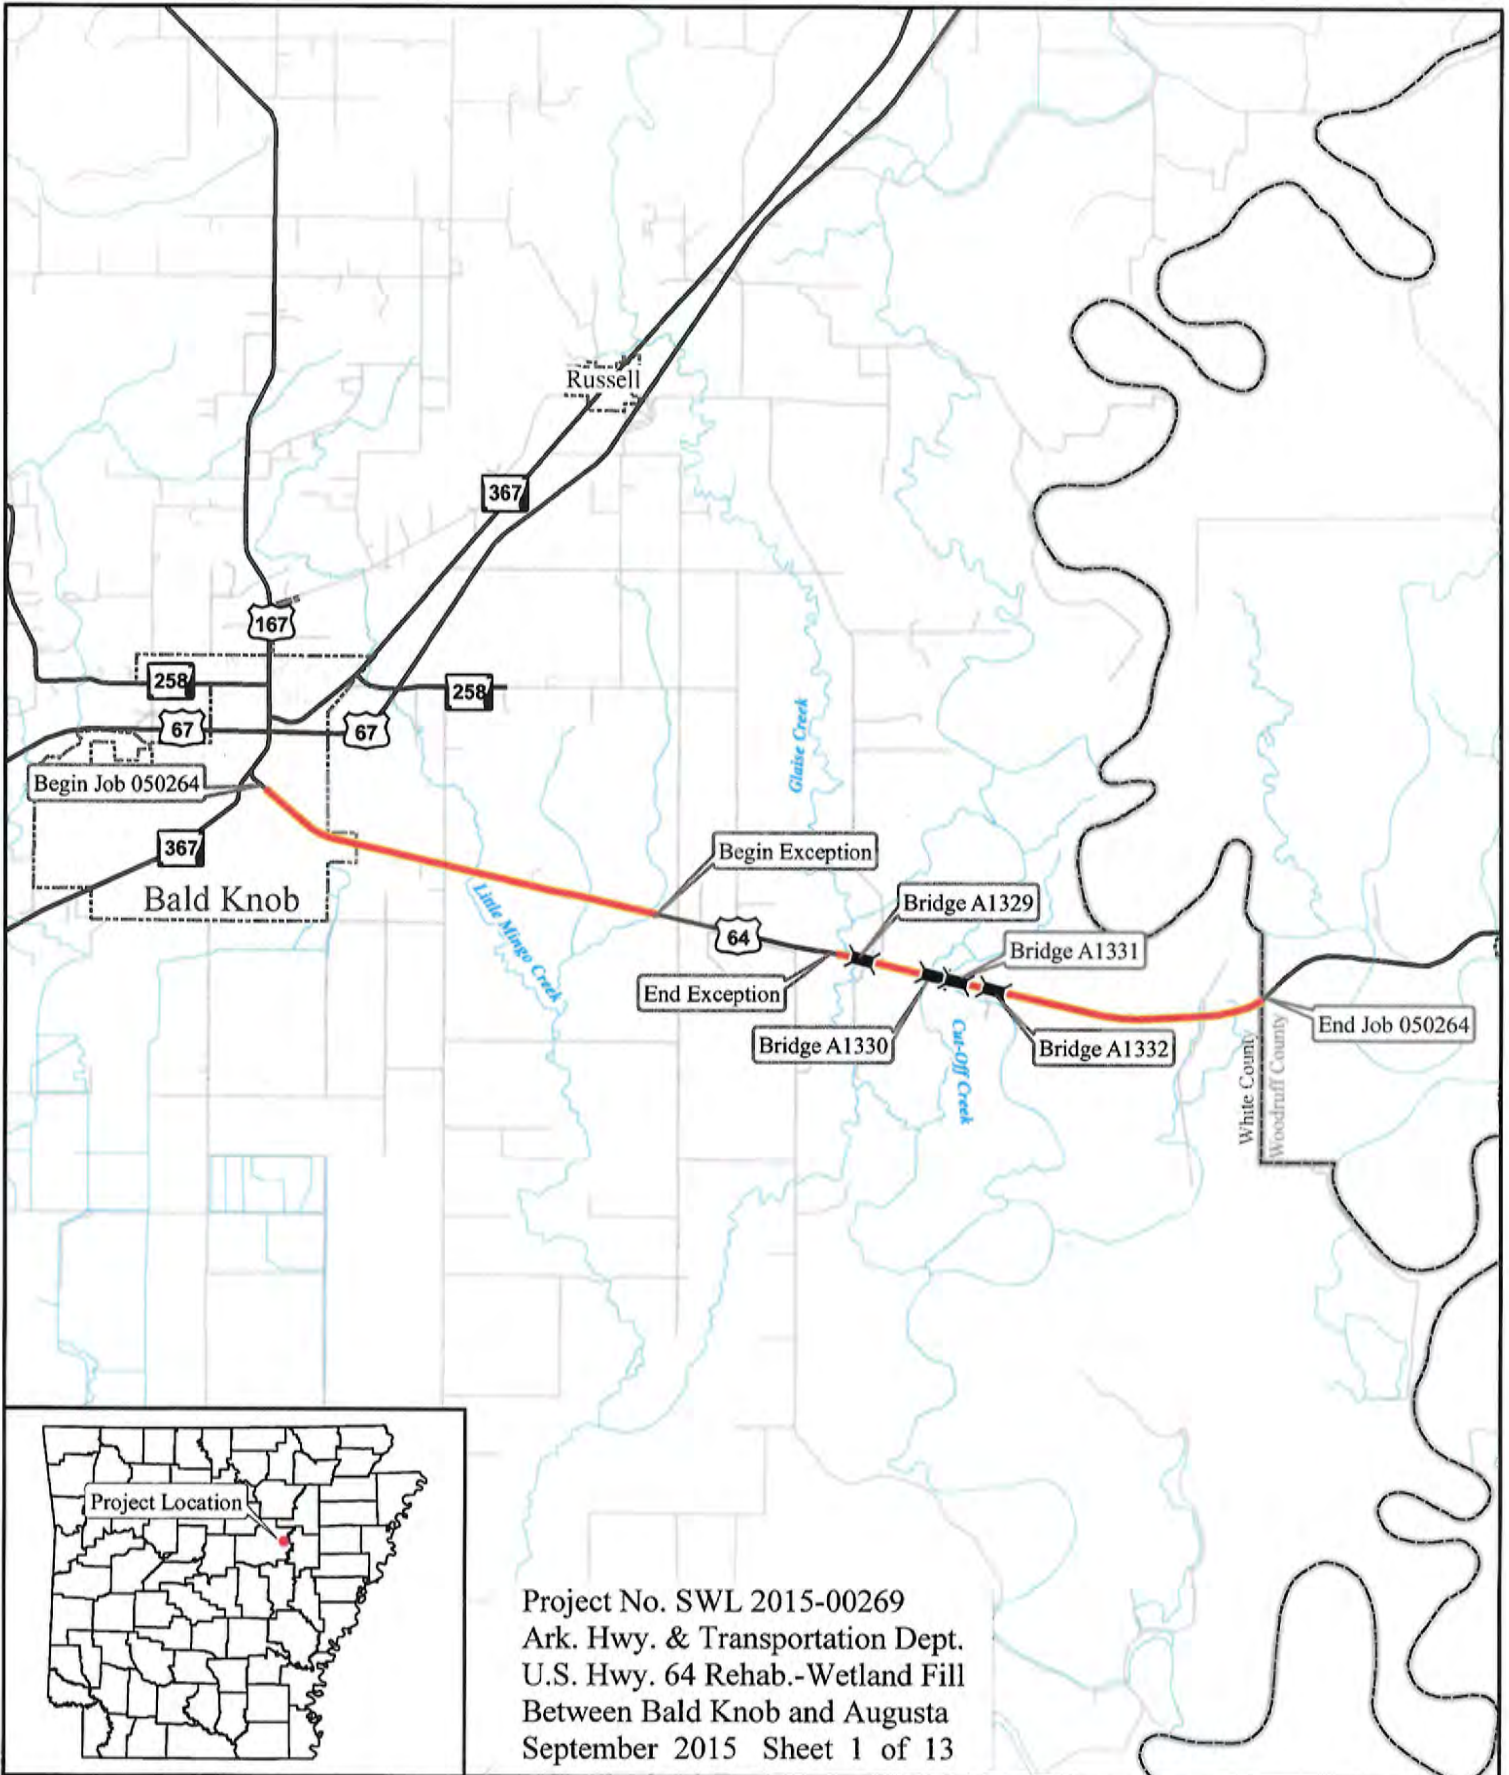 Russell
367
167
258
258
67
67
Begin Job 050264
367
Bald Knob
Glaise Creek
Begin Exception
Little Mingo Creek
64
Bridge A1329
Bridge A1331
End Exception
Bridge A1330
Cut-Off Creek
Bridge A1332
End Job 050264
White County
Woodruff County
Project Location
Project No. SWL 2015-00269
Ark. Hwy. & Transportation Dept.
U.S. Hwy. 64 Rehab.-Wetland Fill
Between Bald Knob and Augusta
September 2015 Sheet 1 of 13